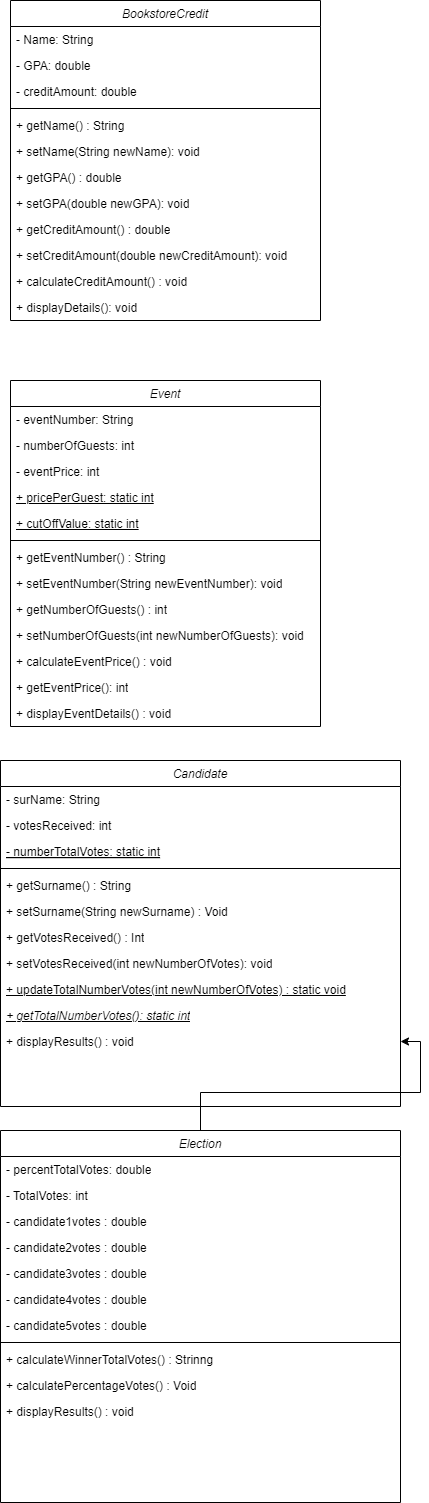 BookstoreCredit
- Name: String
- GPA: double
- creditAmount: double
+ getName() : String
+ setName(String newName): void
+ getGPA() : double
+ setGPA(double newGPA): void
+ getCreditAmount() : double
+ setCreditAmount(double newCreditAmount): void
+ calculateCreditAmount() : void
+ displayDetails(): void
Event
- eventNumber: String
- numberOfGuests: int
- eventPrice: int
+ pricePerGuest: static int
+ cutOffValue: static int
+ getEventNumber() : String
+ setEventNumber(String newEventNumber): void
+ getNumberOfGuests() : int
+ setNumberOfGuests(int newNumberOfGuests): void
+ calculateEventPrice() : void
+ getEventPrice(): int
+ displayEventDetails() : void
Candidate
- surName: String
- votesReceived: int
- numberTotalVotes: static int
+ getSurname() : String
+ setSurname(String newSurname) : Void
+ getVotesReceived() : Int
+ setVotesReceived(int newNumberOfVotes): void
+ updateTotalNumberVotes(int newNumberOfVotes) : static void
+ getTotalNumberVotes(): static int
+ displayResults() : void
Election
- percentTotalVotes: double
- TotalVotes: int
- candidate1votes : double
- candidate2votes : double
- candidate3votes : double
- candidate4votes : double
- candidate5votes : double
+ calculateWinnerTotalVotes() : Strinng
+ calculatePercentageVotes() : Void
+ displayResults() : void